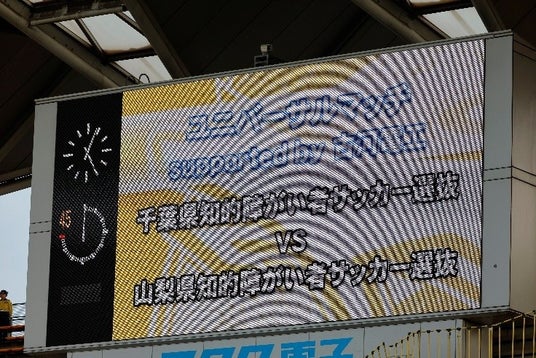 ユニバーサルマッチ
supported by
千葉県知的障がい者サッカー選抜
VS
山梨県知的障がい者サッカー選抜
45